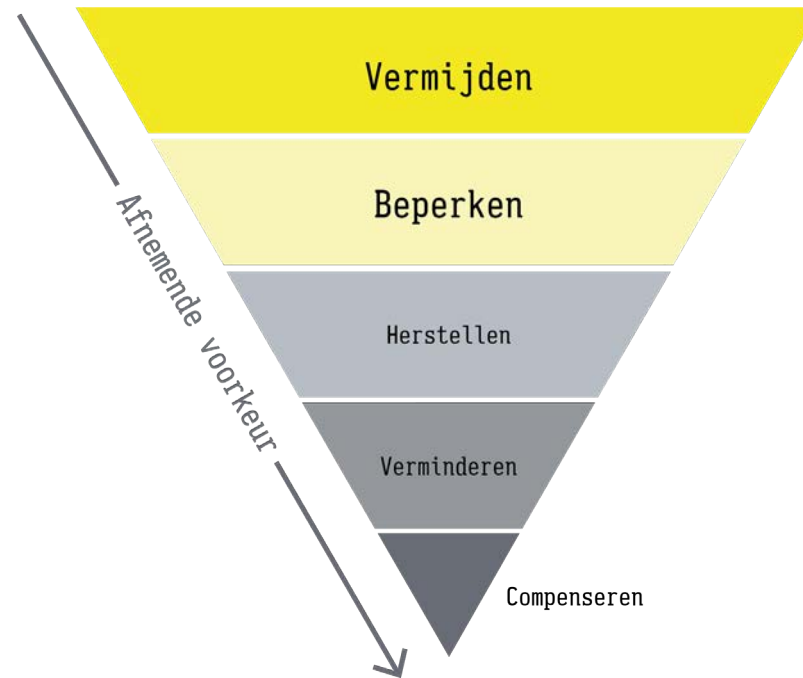 Vermijden
Beperken
Afnemende voorkeur
Herstellen
Verminderen
Compenseren